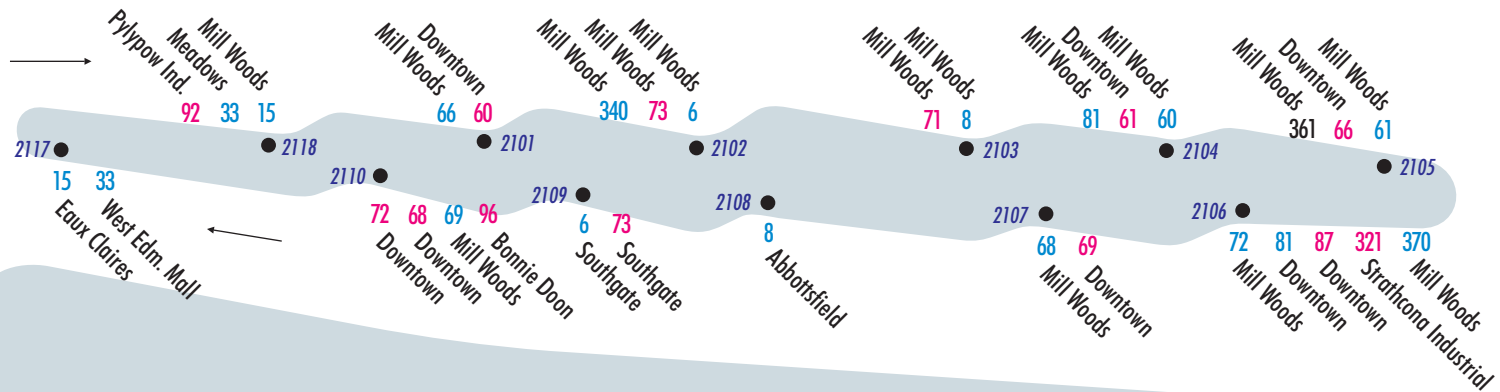 Pylypow Ind.
Meadows
Mill Woods
92 33 15
2117
2118
15 33
Eaux Claires
West Edm. Mall
Mill Woods
Downtown
66 60
2101
2110
72 68 69 96
Downtown
Downtown
Mill Woods
Bonnie Doon
Mill Woods
Mill Woods
Mill Woods
340 73 6
2102
2109
6 73
Southgate
Southgate
2108
8
Abbottsfield
Mill Woods
Mill Woods
71 8
2103
2107
68 69
Mill Woods
Downtown
Mill Woods
Downtown
Mill Woods
81 61 60
2104
2106
72 81 87 321 370
Mill Woods
Downtown
Downtown
Strathcona Industrial
Mill Woods
Mill Woods
Downtown
Mill Woods
361 66 61
2105